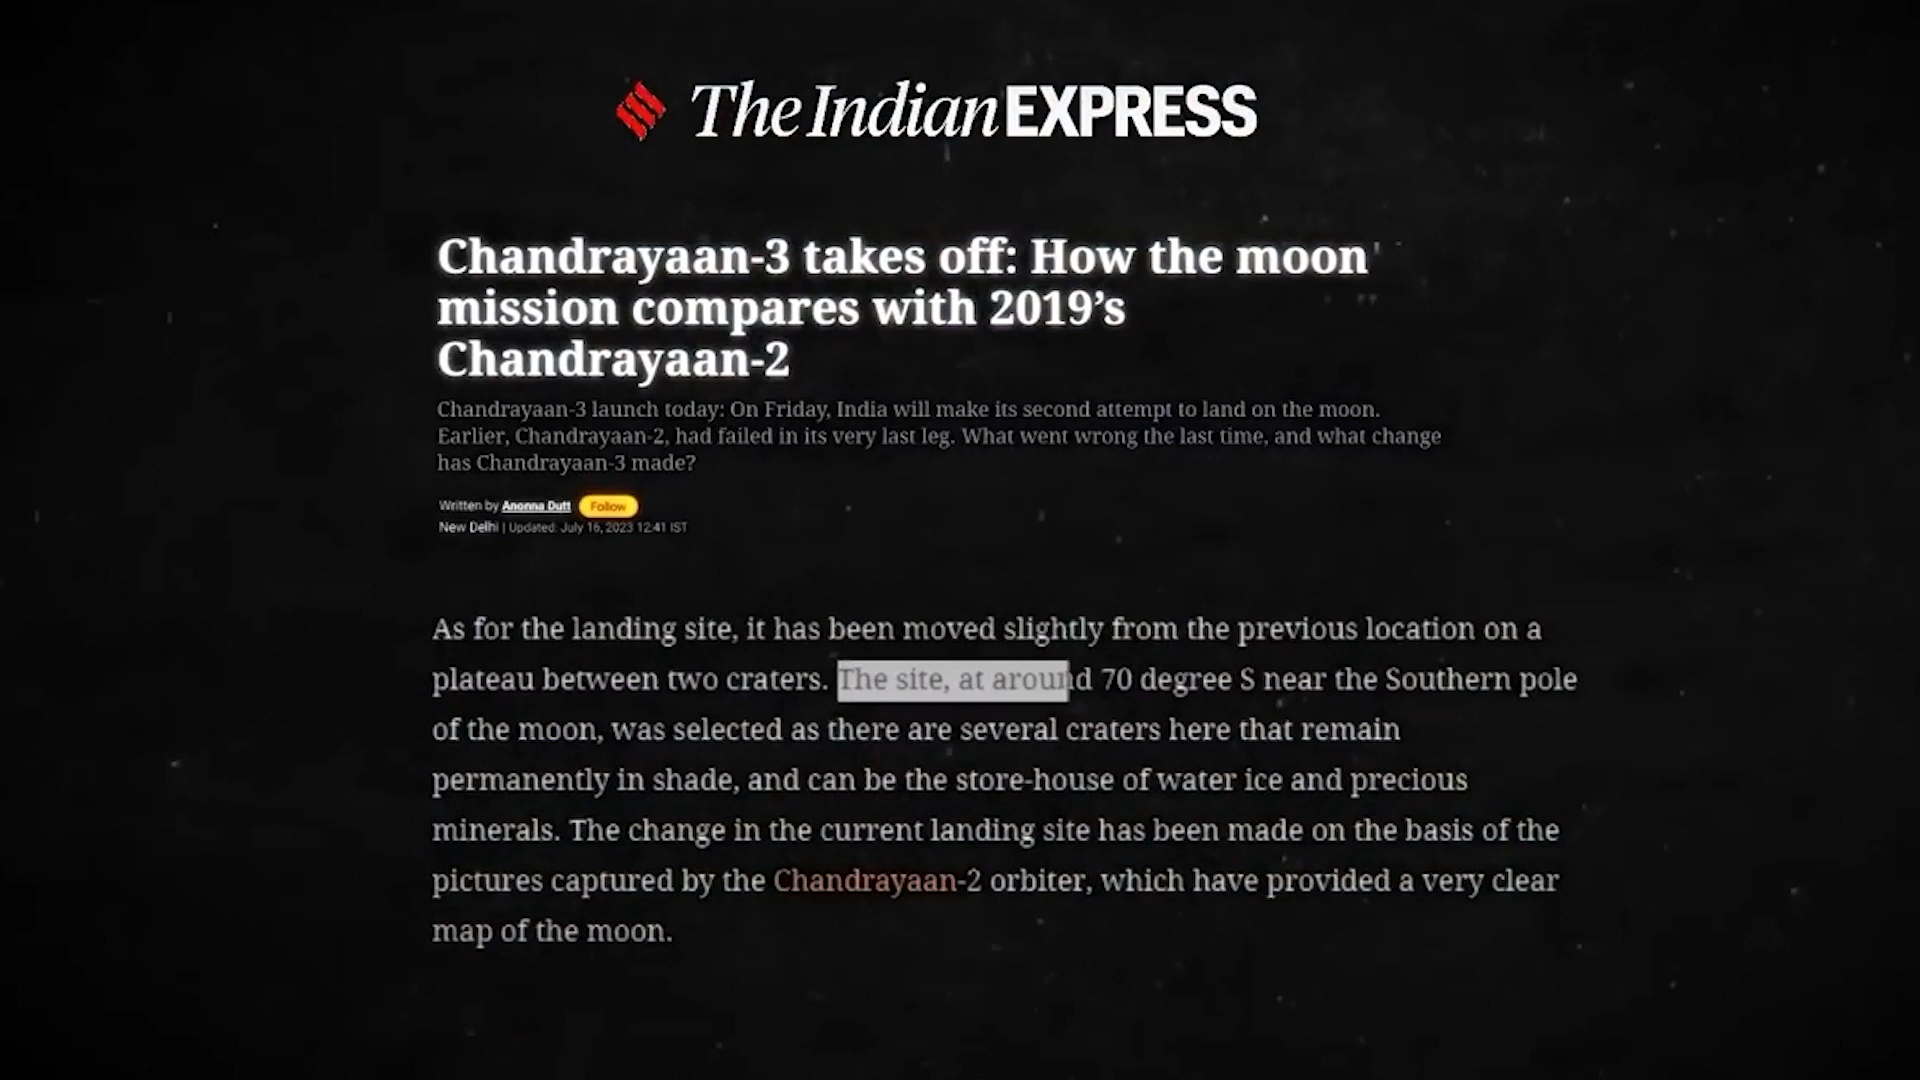 The Indian EXPRESS
Chandrayaan-3 takes off: How the moon
mission compares with 2019’s
Chandrayaan-2
Chandrayaan-3 launch today: On Friday, India will make its second attempt to land on the moon.
Earlier, Chandrayaan-2, had failed in its very last leg. What went wrong the last time, and what change
has Chandrayaan-3 made?
Written by Anonna Dutt Follow
New Delhi | Updated: July 16, 2023 12:41 IST
As for the landing site, it has been moved slightly from the previous location on a
plateau between two craters. The site, at around 70 degree S near the Southern pole
of the moon, was selected as there are several craters here that remain
permanently in shade, and can be the store-house of water ice and precious
minerals. The change in the current landing site has been made on the basis of the
pictures captured by the Chandrayaan-2 orbiter, which have provided a very clear
map of the moon.